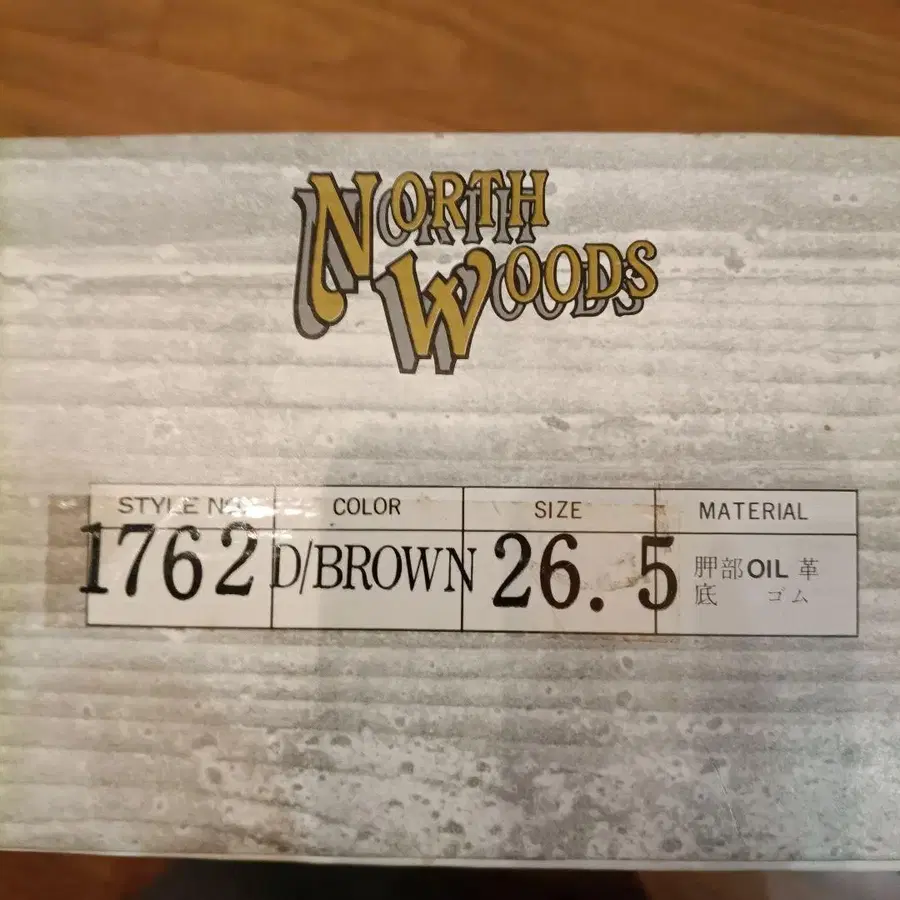 NORTH
WOODS
STYLE No. COLOR SIZE MATERIAL
1762 D/BROWN 26.5 胛部OIL革
底 ゴム